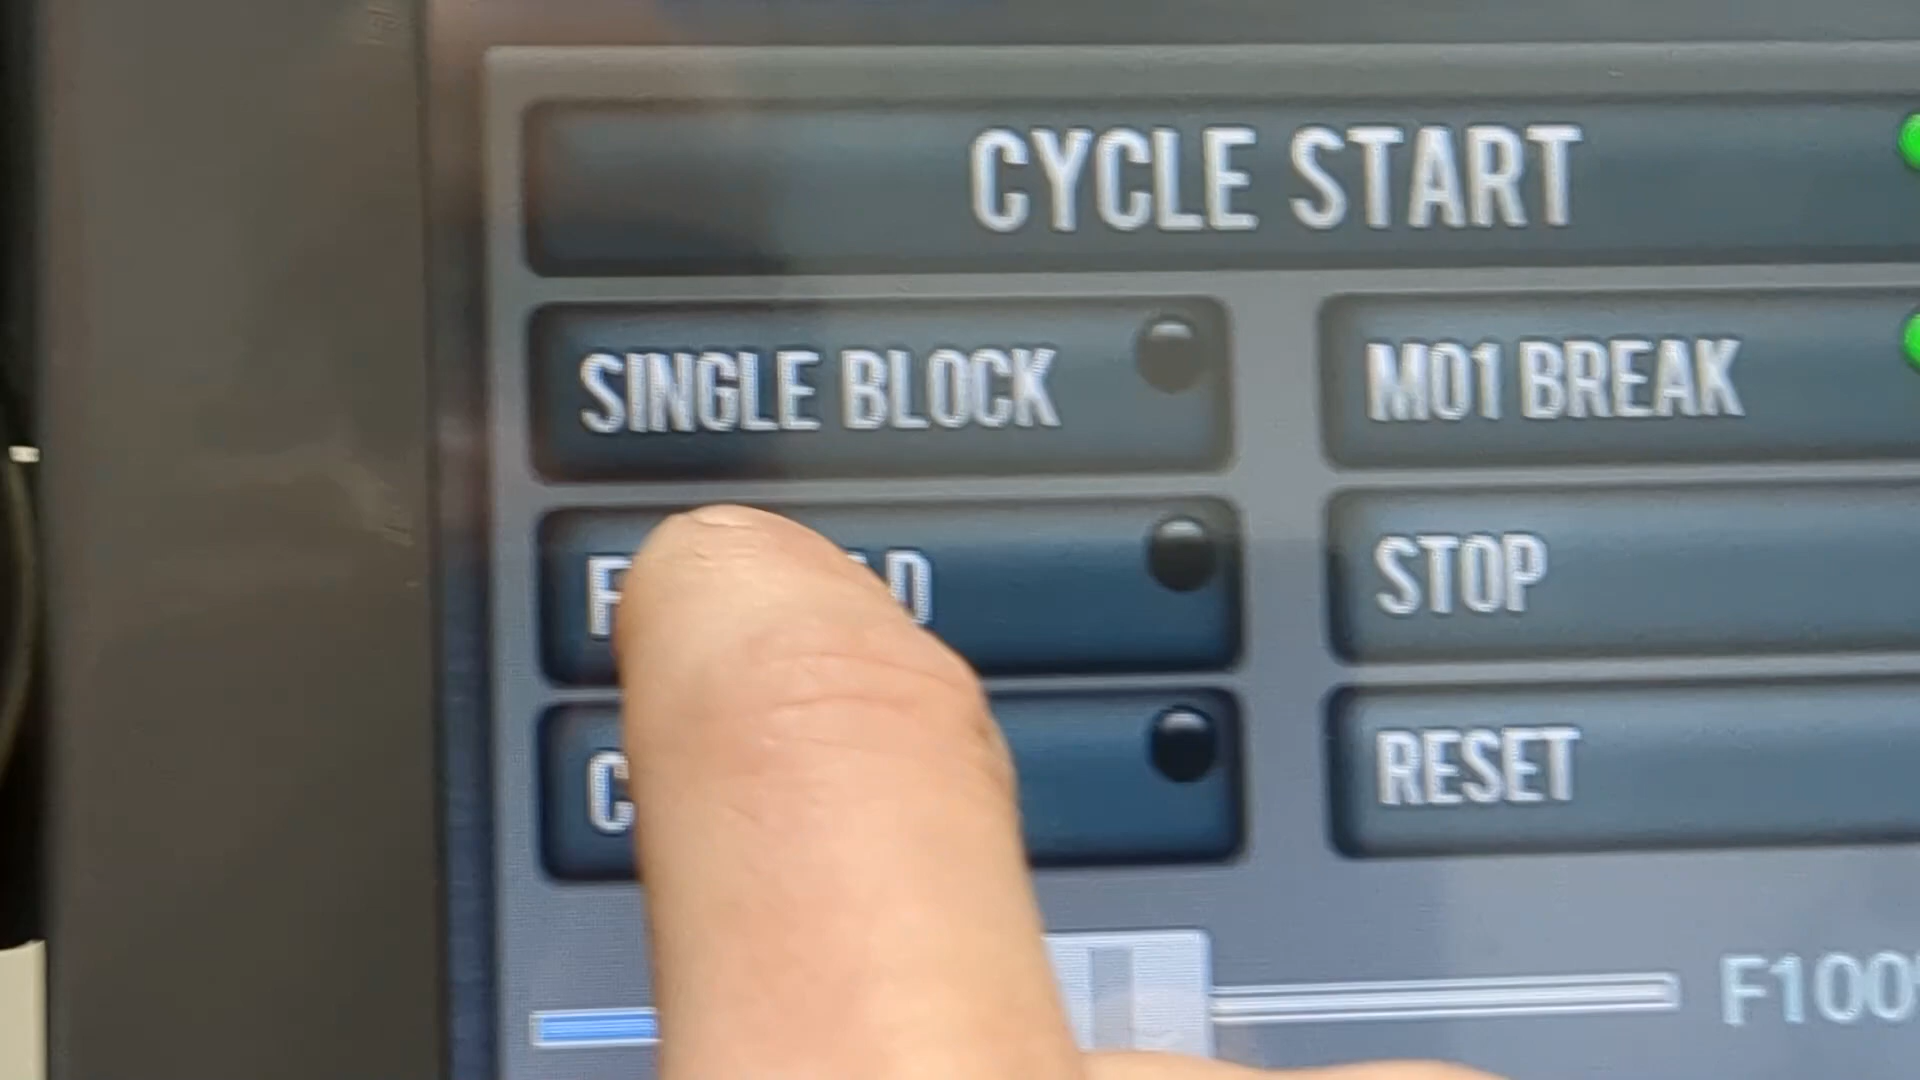 CYCLE START
SINGLE BLOCK
M01 BREAK
STOP
RESET
F100